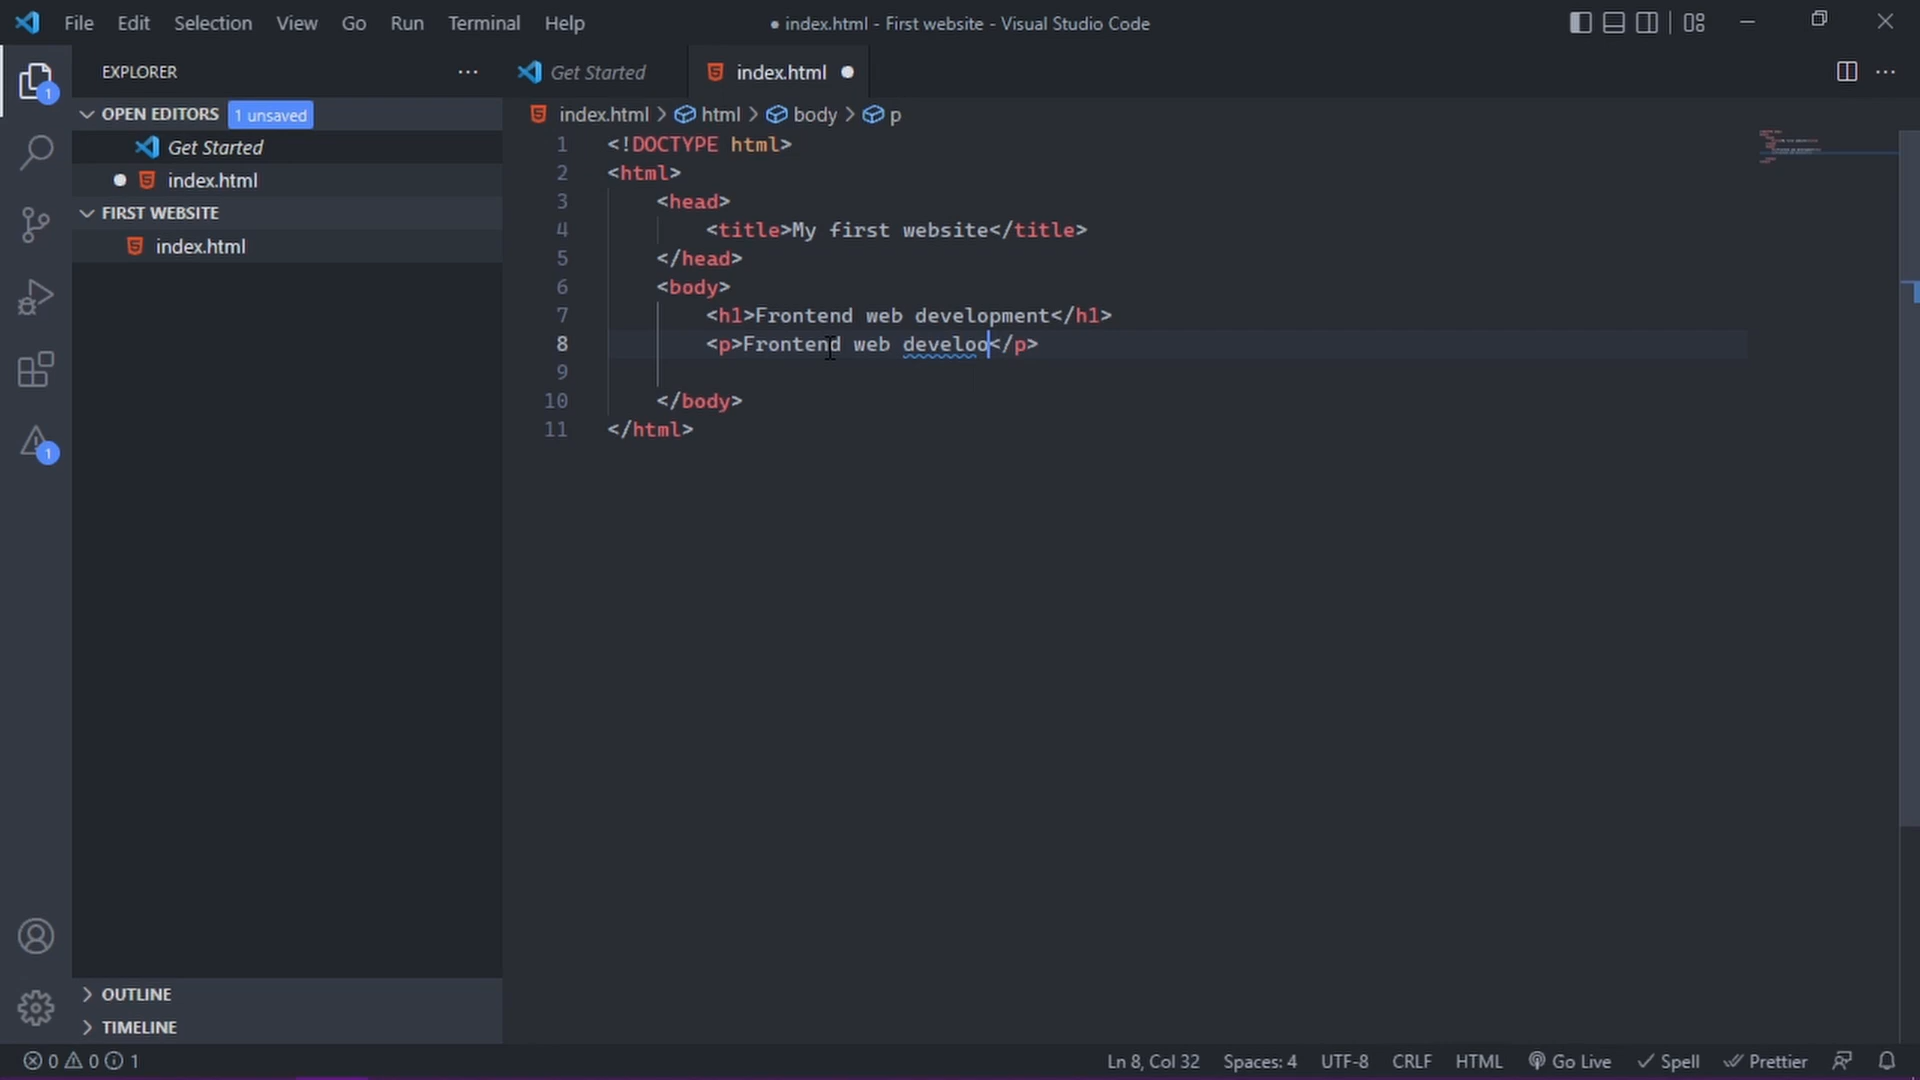 File Edit Selection View Go Run Terminal Help
● index.html - First website - Visual Studio Code
EXPLORER
OPEN EDITORS 1 unsaved
Get Started
index.html
FIRST WEBSITE
index.html
OUTLINE
TIMELINE
1
1
Get Started
index.html
index.html > html > body > p
1 <!DOCTYPE html>
2 <html>
3 <head>
4 <title>My first website</title>
5 </head>
6 <body>
7 <h1>Frontend web development</h1>
8 <p>Frontend web develoo</p>
9
10 </body>
11 </html>
0 0 1
Ln 8, Col 32 Spaces: 4 UTF-8 CRLF HTML Go Live Spell Prettier